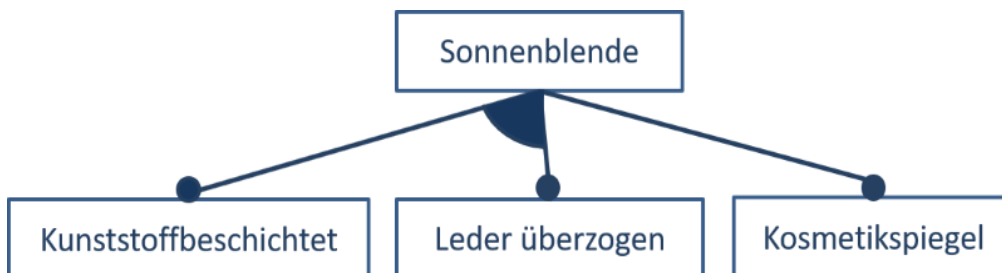 Sonnenblende
Kunststoffbeschichtet
Leder überzogen
Kosmetikspiegel